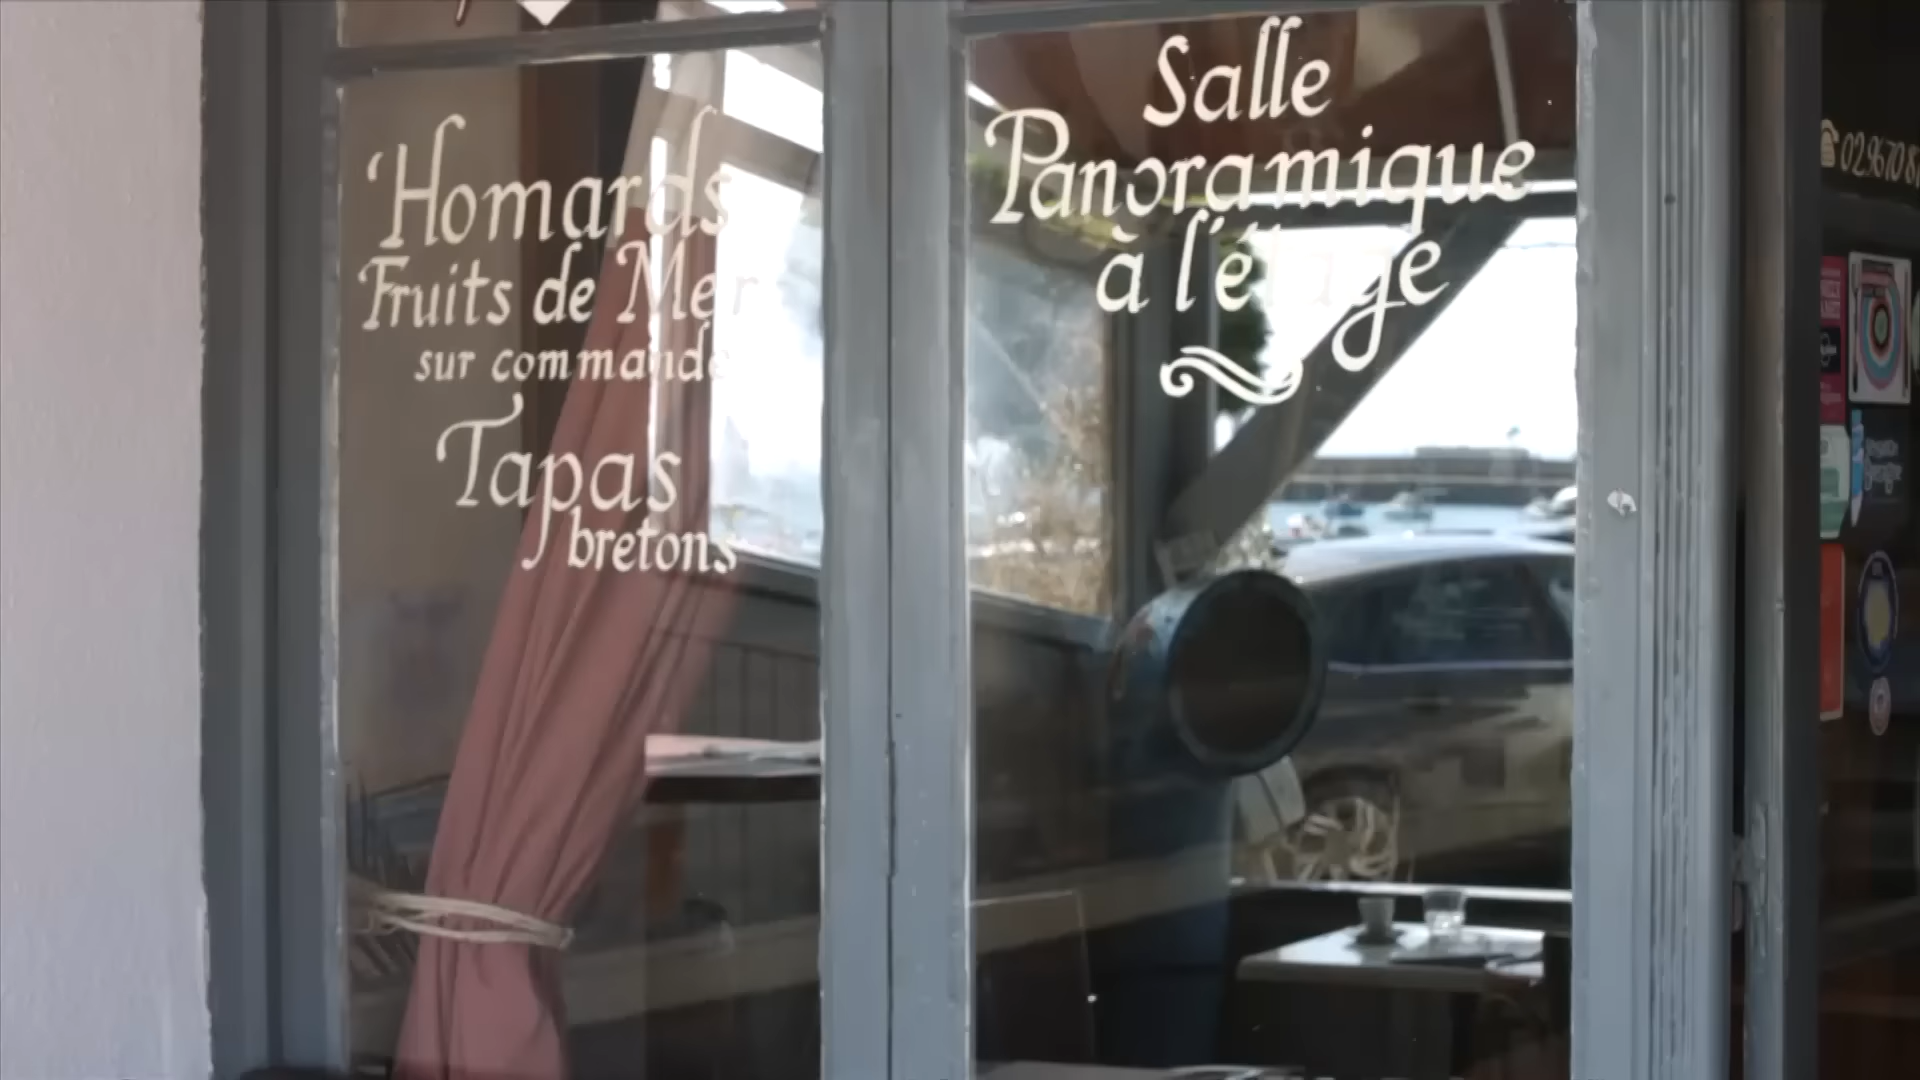 Homards
Fruits de Mer
sur commande
Tapas
bretons
Salle
Panoramique
à l'étage